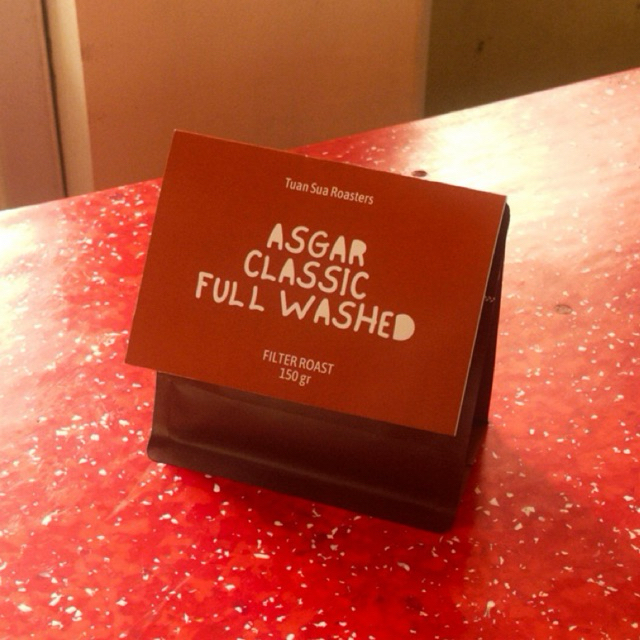 Tuan Sua Roasters
ASGAR
CLASSIC
FULL WASHED
FILTER ROAST
150 gr